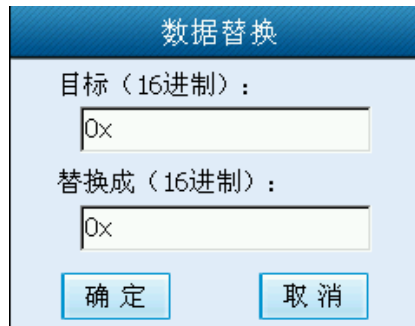 数据替换
目标（16进制）：
0x
替换成（16进制）：
0x
确 定 取 消